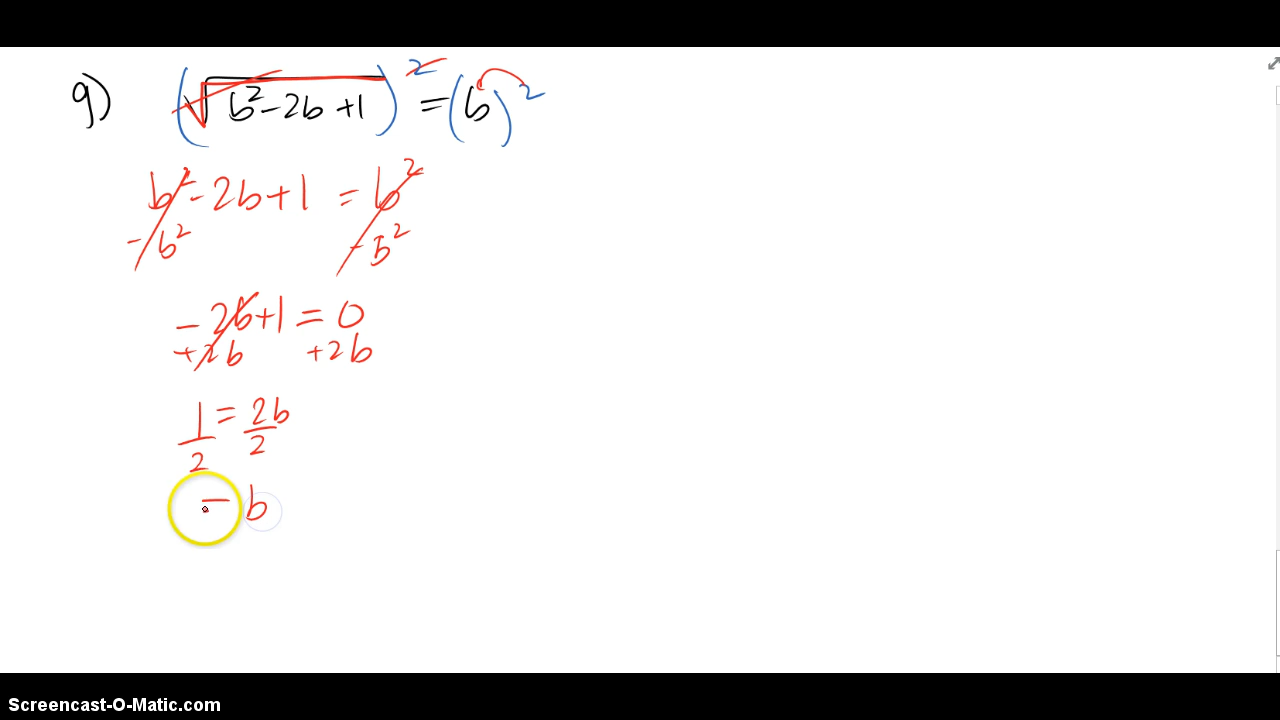 9) (√b²-2b+1)² = (b)²
b²-2b+1 = b²
-b² -b²
-2b+1 = 0
+2b +2b
1 = 2b
2 2
= b
Screencast-O-Matic.com